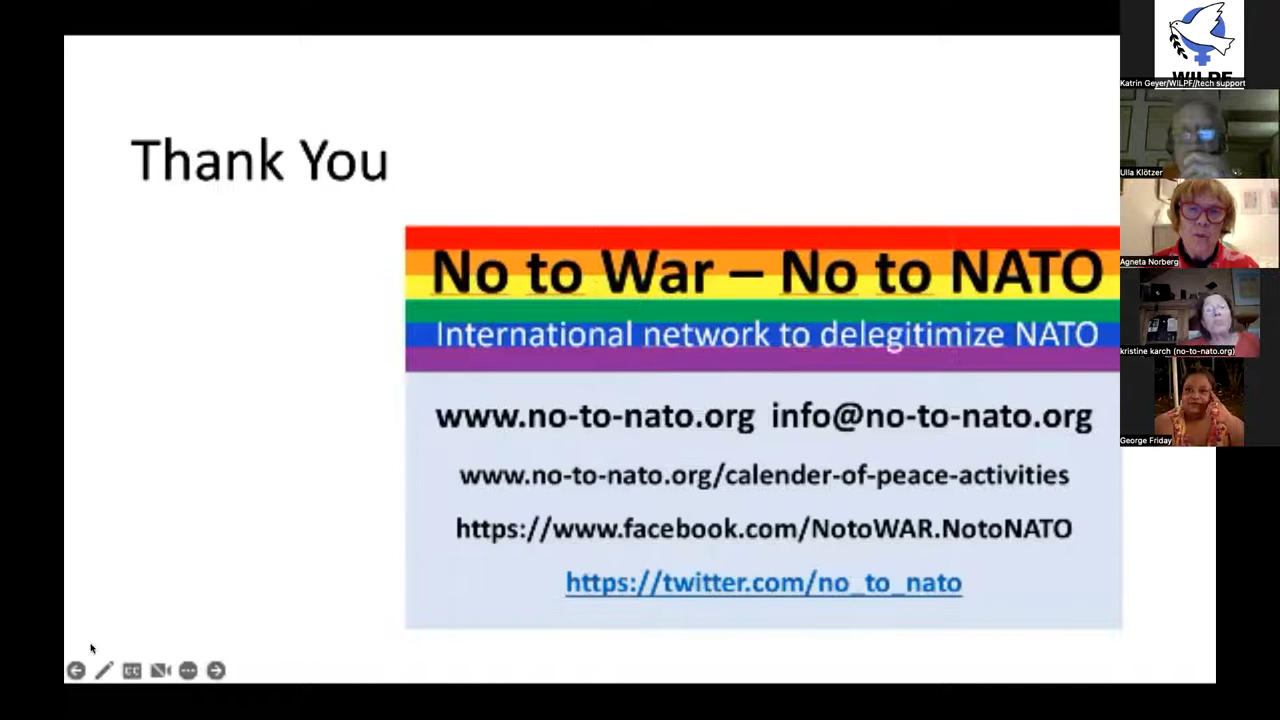 Thank You
No to War – No to NATO
International network to delegitimize NATO
www.no-to-nato.org info@no-to-nato.org
www.no-to-nato.org/calender-of-peace-activities
https://www.facebook.com/NotoWAR.NotoNATO
https://twitter.com/no_to_nato
CC
WILPF
Katrin Geyer/WILPF//tech support
Ulla Klötzer
Agneta Norberg
kristine karch (no-to-nato.org)
George Friday